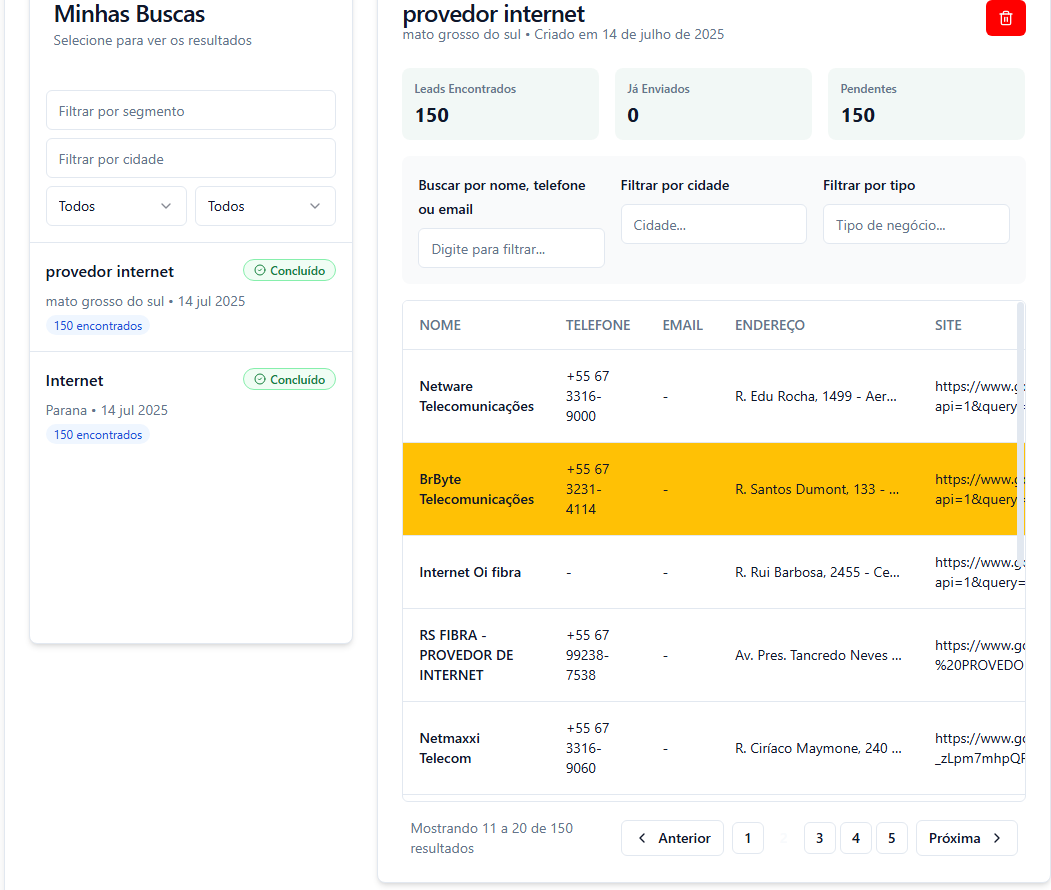 Minhas Buscas
Selecione para ver os resultados
Filtrar por segmento
Filtrar por cidade
Todos
Todos
provedor internet
Concluído
mato grosso do sul • 14 jul 2025
150 encontrados
Internet
Concluído
Parana • 14 jul 2025
150 encontrados
provedor internet
mato grosso do sul • Criado em 14 de julho de 2025
Leads Encontrados
150
Já Enviados
0
Pendentes
150
Buscar por nome, telefone
ou email
Digite para filtrar...
Filtrar por cidade
Cidade...
Filtrar por tipo
Tipo de negócio...
NOME TELEFONE EMAIL ENDEREÇO SITE
Netware
Telecomunicações
+55 67
3316-
9000
-
R. Edu Rocha, 1499 - Aer...
https://www.go
api=1&query=
BrByte
Telecomunicações
+55 67
3231-
4114
-
R. Santos Dumont, 133 - ...
https://www.go
api=1&query=
Internet Oi fibra
-
-
R. Rui Barbosa, 2455 - Ce...
https://www.go
api=1&query=
RS FIBRA -
PROVEDOR DE
INTERNET
+55 67
99238-
7538
-
Av. Pres. Tancredo Neves ...
https://www.go
%20PROVEDO
Netmaxxi
Telecom
+55 67
3316-
9060
-
R. Ciríaco Maymone, 240 ...
https://www.go
_zLpm7mhpQF
Mostrando 11 a 20 de 150
resultados
Anterior
1
3
4
5
Próxima